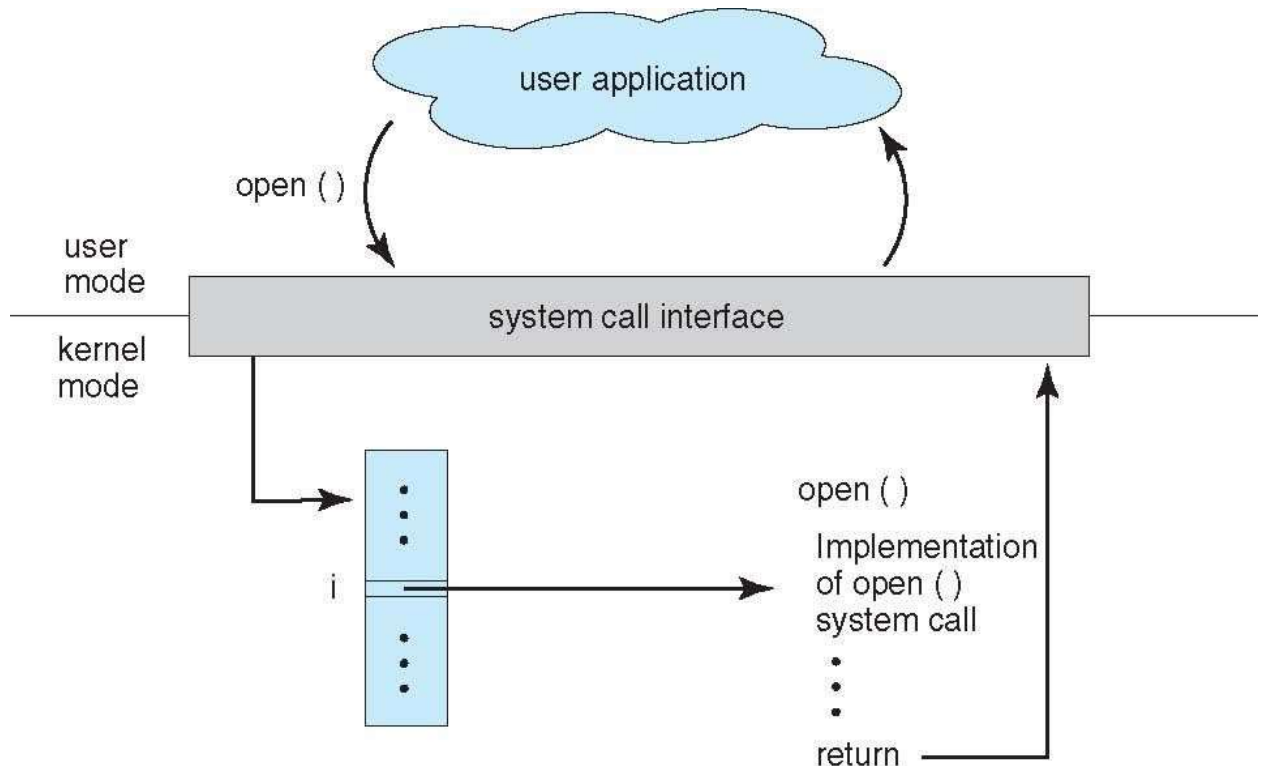 user application
open ( )
user
mode
system call interface
kernel
mode
open ( )
Implementation
of open ( )
system call
i
return